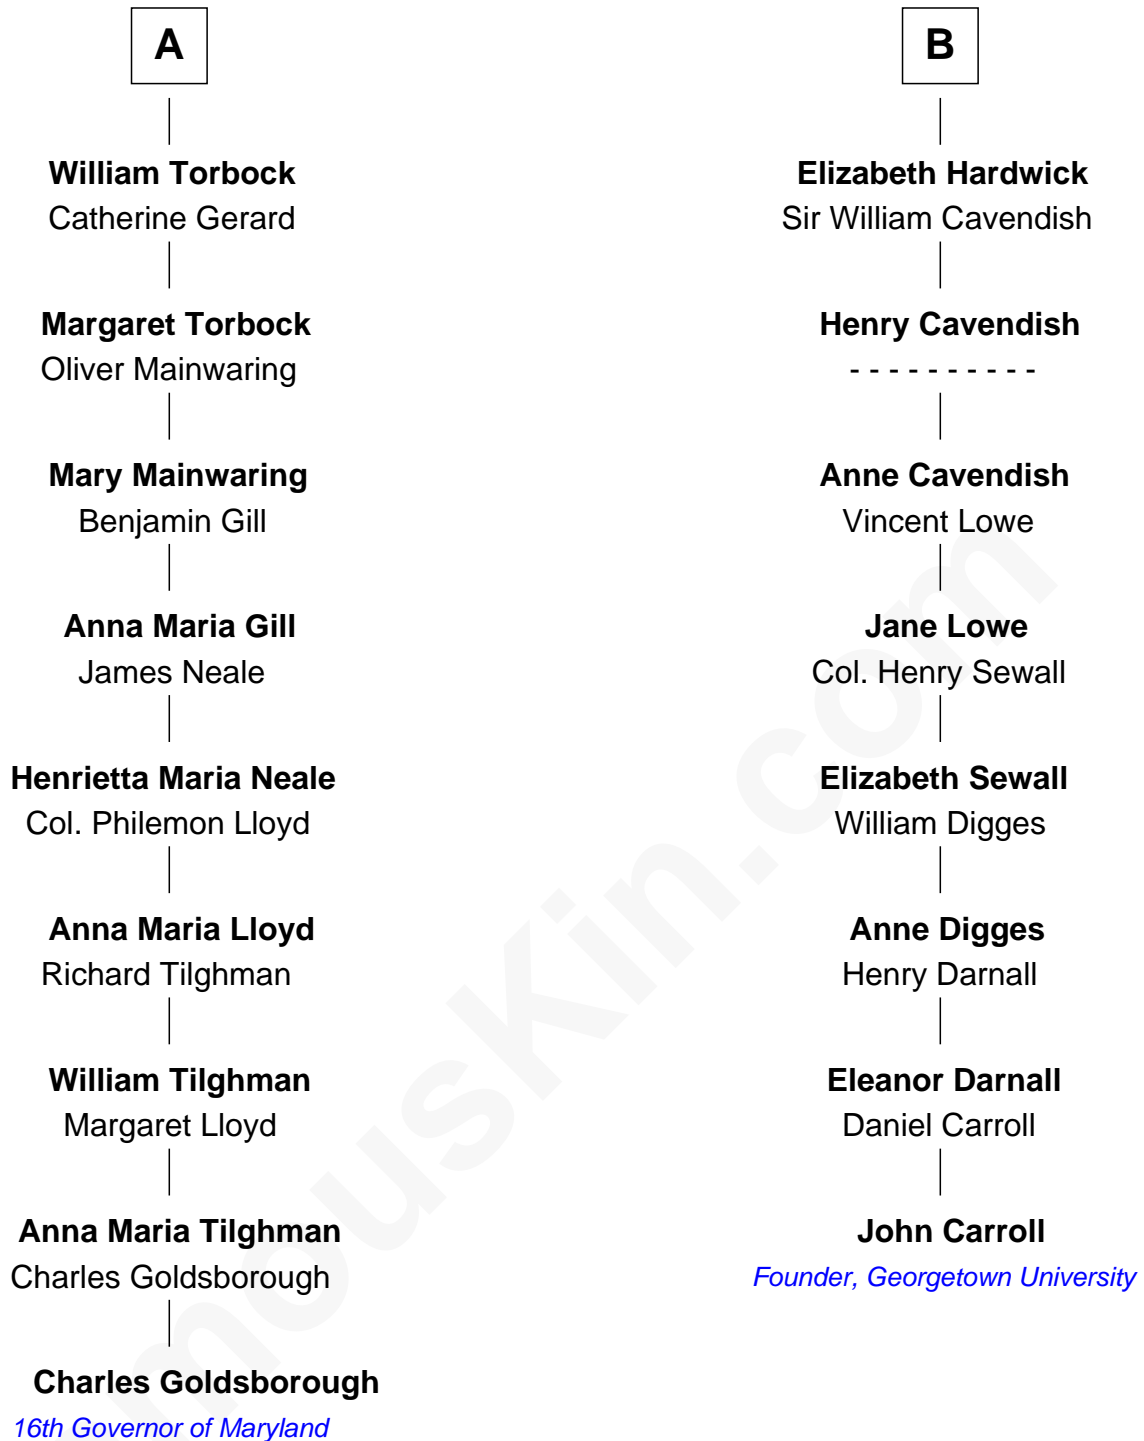 A
William Torbock
Catherine Gerard
Margaret Torbock
Oliver Mainwaring
Mary Mainwaring
Benjamin Gill
Anna Maria Gill
James Neale
Henrietta Maria Neale
Col. Philemon Lloyd
Anna Maria Lloyd
Richard Tilghman
William Tilghman
Margaret Lloyd
Anna Maria Tilghman
Charles Goldsborough
Charles Goldsborough
16th Governor of Maryland
B
Elizabeth Hardwick
Sir William Cavendish
Henry Cavendish
- - - - - - - - - -
Anne Cavendish
Vincent Lowe
Jane Lowe
Col. Henry Sewall
Elizabeth Sewall
William Digges
Anne Digges
Henry Darnall
Eleanor Darnall
Daniel Carroll
John Carroll
Founder, Georgetown University
mousKin.com